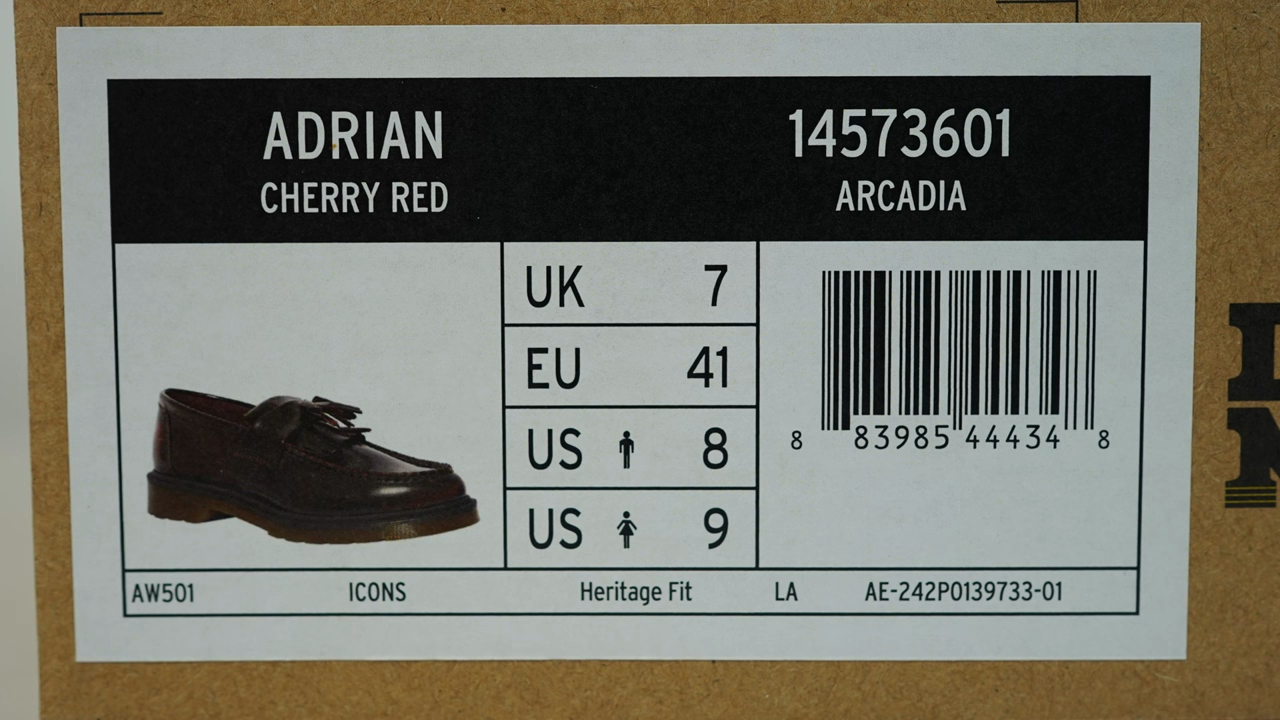 ADRIAN
CHERRY RED
14573601
ARCADIA
UK 7
EU 41
US 8
US 9
8 83985 44434 8
AW501 ICONS Heritage Fit LA AE-242P0139733-01